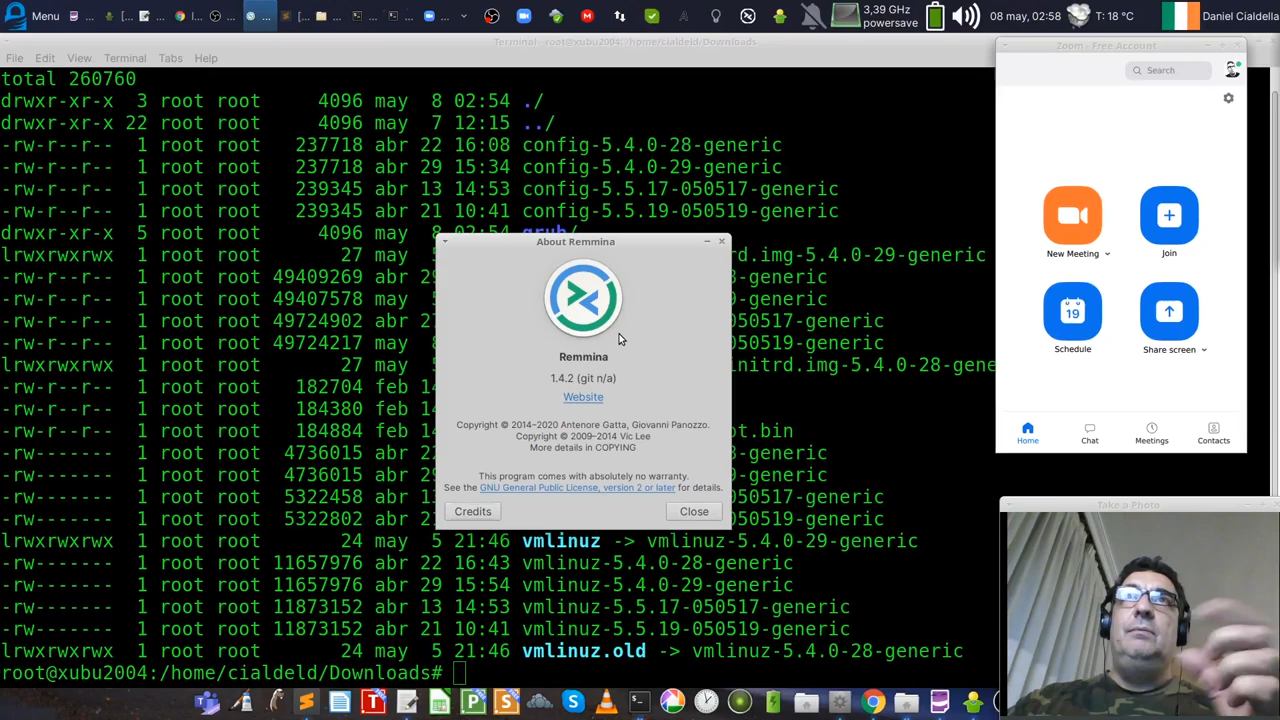 Menu
3,39 GHz
powersave
08 may, 02:58
T: 18 °C
Daniel Cialdella
Terminal - root@xubu2004:/home/cialdeld/Downloads
File Edit View Terminal Tabs Help
total 260760
drwxr-xr-x 3 root root 4096 may 8 02:54 ./
drwxr-xr-x 22 root root 4096 may 7 12:15 ../
-rw-r--r-- 1 root root 237718 abr 22 16:08 config-5.4.0-28-generic
-rw-r--r-- 1 root root 237718 abr 29 15:34 config-5.4.0-29-generic
-rw-r--r-- 1 root root 239345 abr 13 14:53 config-5.5.17-050517-generic
-rw-r--r-- 1 root root 239345 abr 21 10:41 config-5.5.19-050519-generic
drwxr-xr-x 5 root root 4096 may 8 02:54 grub/
lrwxrwxrwx 1 root root 27 may 5 rd.img-5.4.0-29-generic
-rw-r--r-- 1 root root 49409269 abr 29
-rw-r--r-- 1 root root 49407578 may
-rw-r--r-- 1 root root 49724902 abr 2 050517-generic
-rw-r--r-- 1 root root 49724217 may 8 050519-generic
lrwxrwxrwx 1 root root 27 may 5 initrd.img-5.4.0-28-gene
-rw-r--r-- 1 root root 182704 feb 1
-rw-r--r-- 1 root root 184380 feb 1
-rw-r--r-- 1 root root 184884 feb 1 ot.bin
-rw------- 1 root root 4736015 abr 2
-rw------- 1 root root 4736015 abr 2
-rw------- 1 root root 5322458 abr 1 050517-generic
-rw------- 1 root root 5322802 abr 2 050519-generic
lrwxrwxrwx 1 root root 24 may 5 21:46 vmlinuz -> vmlinuz-5.4.0-29-generic
-rw------- 1 root root 11657976 abr 22 16:43 vmlinuz-5.4.0-28-generic
-rw------- 1 root root 11657976 abr 29 15:54 vmlinuz-5.4.0-29-generic
-rw------- 1 root root 11873152 abr 13 14:53 vmlinuz-5.5.17-050517-generic
-rw------- 1 root root 11873152 abr 21 10:41 vmlinuz-5.5.19-050519-generic
lrwxrwxrwx 1 root root 24 may 5 21:46 vmlinuz.old -> vmlinuz-5.4.0-28-generic
root@xubu2004:/home/cialdeld/Downloads#
About Remmina
Remmina
1.4.2 (git n/a)
Website
Copyright © 2014–2020 Antenore Gatta, Giovanni Panozzo.
Copyright © 2009–2014 Vic Lee
More details in COPYING
This program comes with absolutely no warranty.
See the GNU General Public License, version 2 or later for details.
Credits Close
Zoom - Free Account
Search
New Meeting
Join
19
Schedule
Share screen
Home Chat Meetings Contacts
Take a Photo